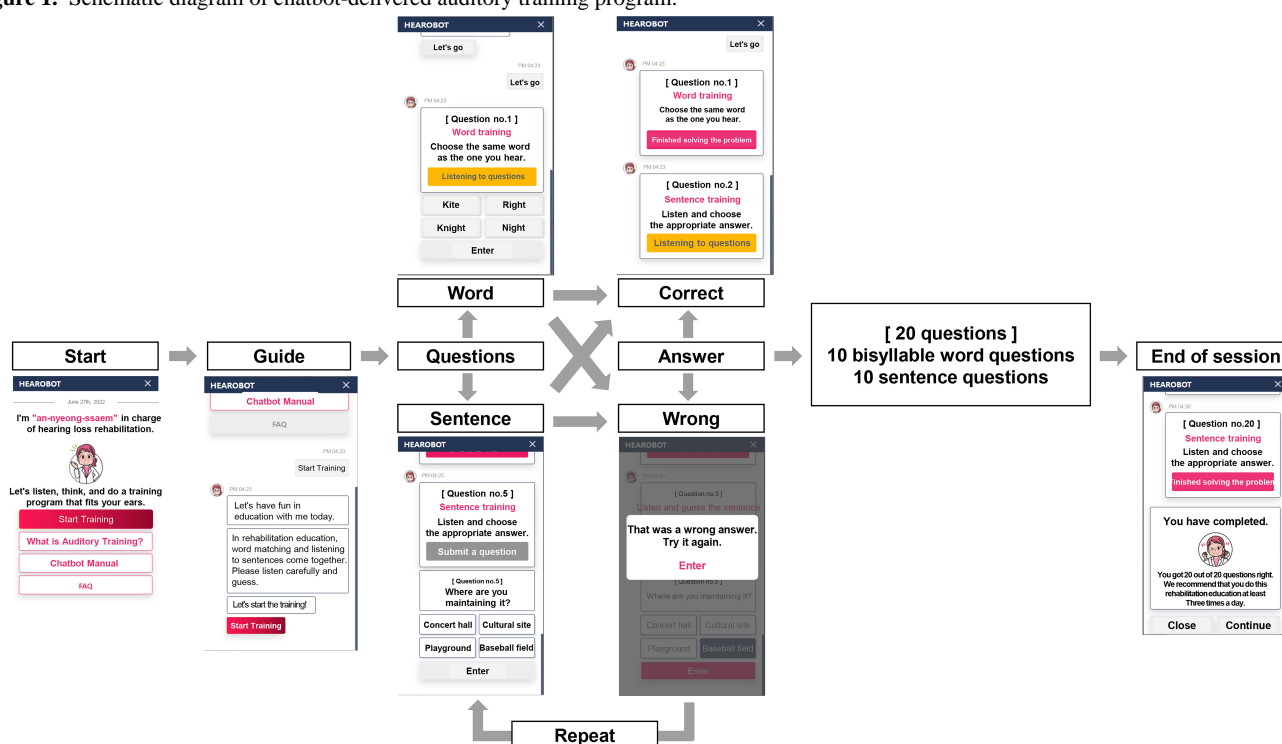 gure 1. Schematic diagram of chatbot-delivered auditory training program.
HEAROBOT ×
Let's go
PM 04:23
Let's go
PM 04:23
[ Question no.1 ]
Word training
Choose the same word
as the one you hear.
Listening to questions
Kite
Right
Knight
Night
Enter
HEAROBOT ×
Let's go
PM 04:23
[ Question no.1 ]
Word training
Choose the same word
as the one you hear.
Finished solving the problem
PM 04:23
[ Question no.2 ]
Sentence training
Listen and choose
the appropriate answer.
Listening to questions
Word
Correct
Start
Guide
Questions
Answer
[ 20 questions ]
10 bisyllable word questions
10 sentence questions
End of session
Sentence
Wrong
HEAROBOT ×
June 27th, 2022
I'm "an-nyeong-ssaem" in charge
of hearing loss rehabilitation.
Let's listen, think, and do a training
program that fits your ears.
Start Training
What is Auditory Training?
Chatbot Manual
FAQ
HEAROBOT ×
Chatbot Manual
FAQ
PM 04:23
Start Training
PM 04:23
Let's have fun in
education with me today.
In rehabilitation education,
word matching and listening
to sentences come together.
Please listen carefully and
guess.
Let's start the training!
Start Training
HEAROBOT ×
PM 04:25
[ Question no.5 ]
Sentence training
Listen and choose
the appropriate answer.
Submit a question
[ Question no.5]
Where are you
maintaining it?
Concert hall
Cultural site
Playground
Baseball field
Enter
HEAROBOT ×
PM 04:25
[ Question no.5 ]
Listen and guess the sentence
That was a wrong answer.
Try it again.
Enter
[ Question no.5 ]
Where are you maintaining it?
Concert hall
Cultural site
Playground
Baseball field
Enter
HEAROBOT ×
PM 04:30
[ Question no.20 ]
Sentence training
Listen and choose
the appropriate answer.
Finished solving the problem
You have completed.
You got 20 out of 20 questions right.
We recommend that you do this
rehabilitation education at least
Three times a day.
Close
Continue
Repeat